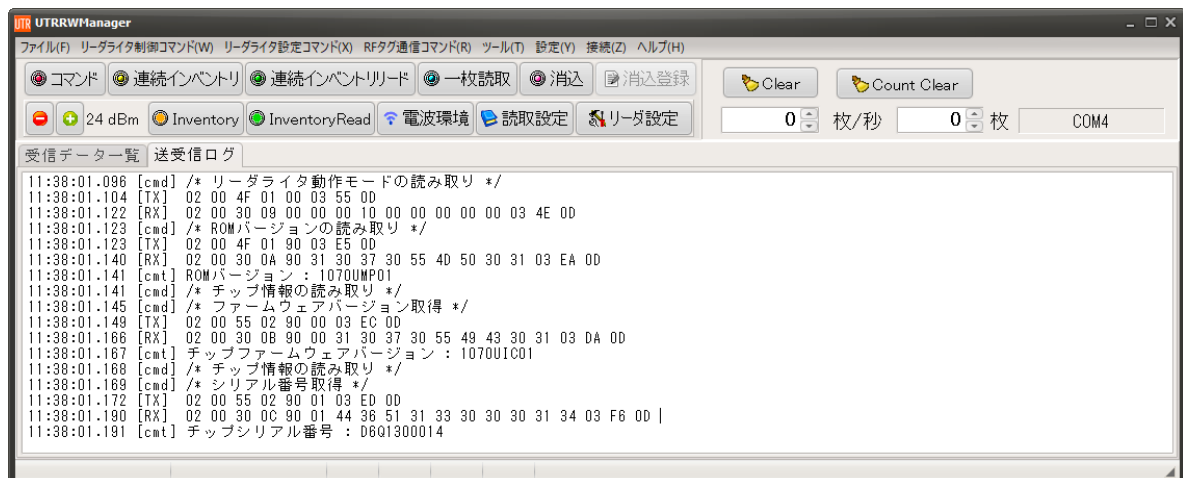 UTR UTRRWManager
ファイル(F) リーダライタ制御コマンド(W) リーダライタ設定コマンド(X) RFタグ通信コマンド(R) ツール(T) 設定(Y) 接続(Z) ヘルプ(H)
コマンド 連続インベントリ 連続インベントリリード 一枚読取 消込 消込登録 Clear Count Clear
24 dBm Inventory InventoryRead 電波環境 読取設定 リーダ設定 0 枚/秒 0 枚 COM4
受信データ一覧 送受信ログ
11:38:01.096 [cmd] /* リーダライタ動作モードの読み取り */
11:38:01.104 [TX] 02 00 4F 01 00 03 55 0D
11:38:01.122 [RX] 02 00 30 09 00 00 00 10 00 00 00 00 00 03 4E 0D
11:38:01.123 [cmd] /* ROMバージョンの読み取り */
11:38:01.123 [TX] 02 00 4F 01 90 03 E5 0D
11:38:01.140 [RX] 02 00 30 0A 90 31 30 37 30 55 4D 50 30 31 03 EA 0D
11:38:01.141 [cmt] ROMバージョン : 1070UMP01
11:38:01.141 [cmd] /* チップ情報の読み取り */
11:38:01.145 [cmd] /* ファームウェアバージョン取得 */
11:38:01.149 [TX] 02 00 55 02 90 00 03 EC 0D
11:38:01.166 [RX] 02 00 30 0B 90 00 31 30 37 30 55 49 43 30 31 03 DA 0D
11:38:01.167 [cmt] チップファームウェアバージョン : 1070UIC01
11:38:01.168 [cmd] /* チップ情報の読み取り */
11:38:01.169 [cmd] /* シリアル番号取得 */
11:38:01.172 [TX] 02 00 55 02 90 01 03 ED 0D
11:38:01.190 [RX] 02 00 30 0C 90 01 44 36 51 31 33 30 30 30 31 34 03 F6 0D
11:38:01.191 [cmt] チップシリアル番号 : D6Q1300014